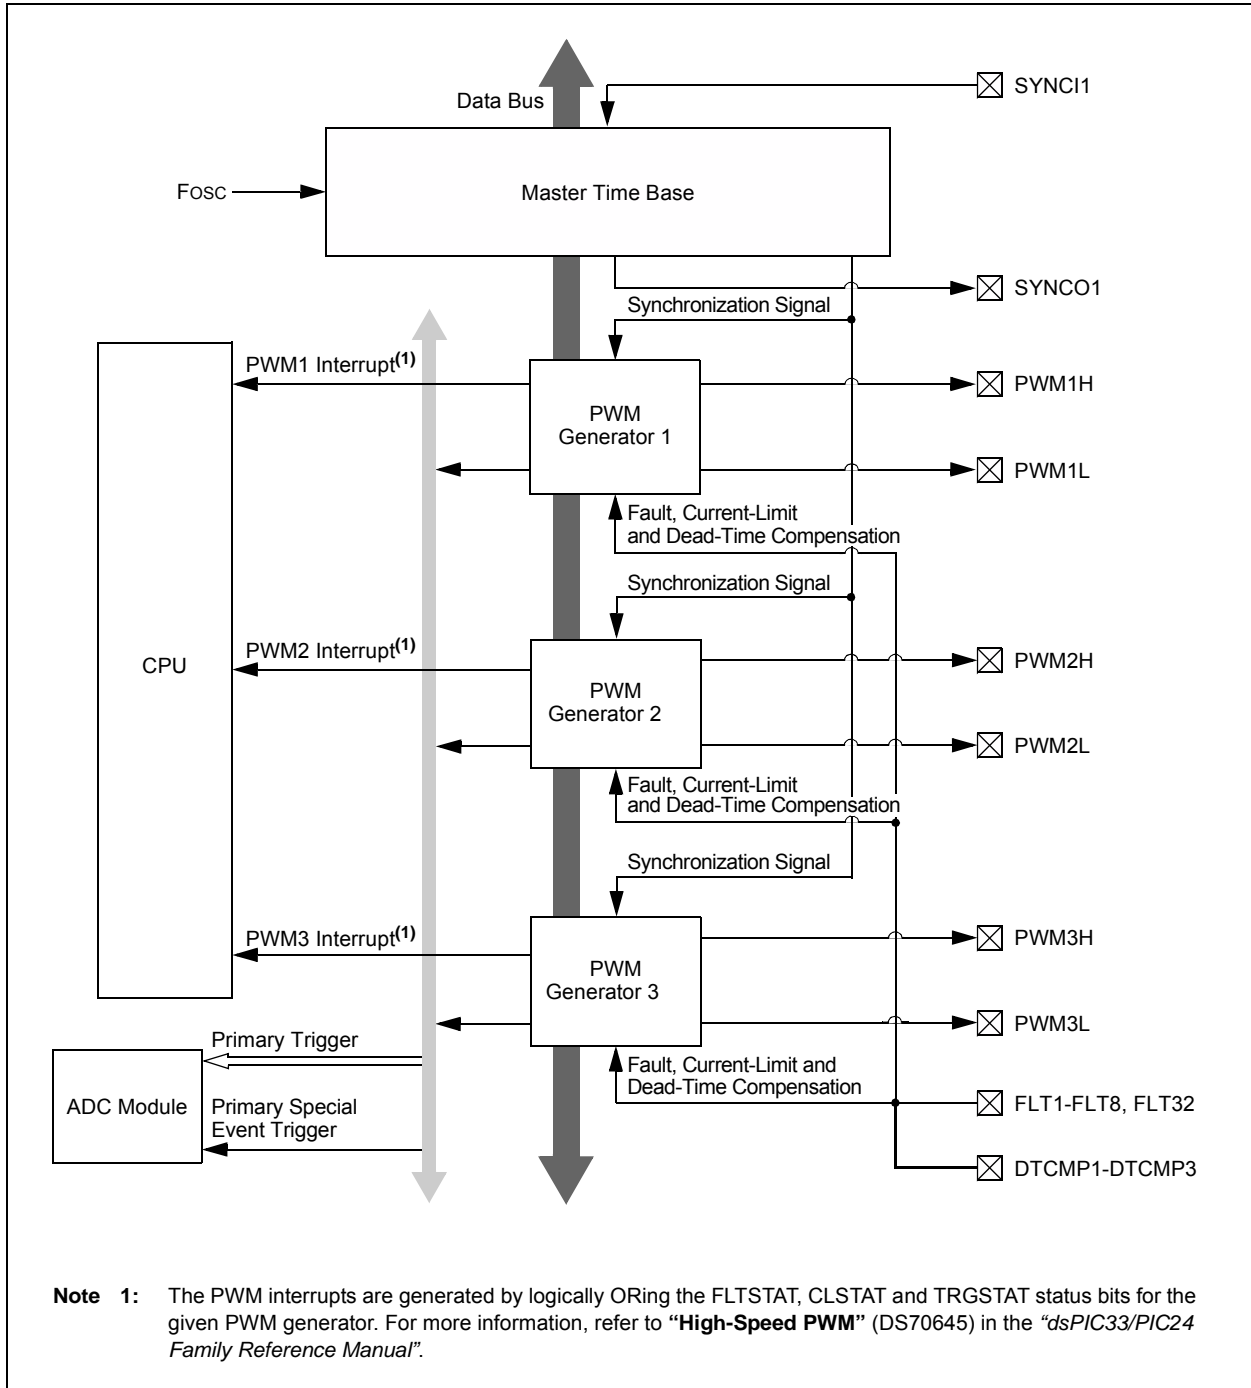 SYNCI1
Data Bus
Master Time Base
FOSC
SYNCO1
Synchronization Signal
PWM1 Interrupt(1)
PWM1H
PWM
Generator 1
PWM1L
Fault, Current-Limit
and Dead-Time Compensation
Synchronization Signal
CPU
PWM2 Interrupt(1)
PWM2H
PWM
Generator 2
PWM2L
Fault, Current-Limit
and Dead-Time Compensation
Synchronization Signal
PWM3 Interrupt(1)
PWM3H
PWM
Generator 3
PWM3L
Primary Trigger
Fault, Current-Limit and
Dead-Time Compensation
ADC Module
Primary Special
Event Trigger
FLT1-FLT8, FLT32
DTCMP1-DTCMP3
Note 1: The PWM interrupts are generated by logically ORing the FLTSTAT, CLSTAT and TRGSTAT status bits for the
given PWM generator. For more information, refer to “High-Speed PWM” (DS70645) in the “dsPIC33/PIC24
Family Reference Manual”.